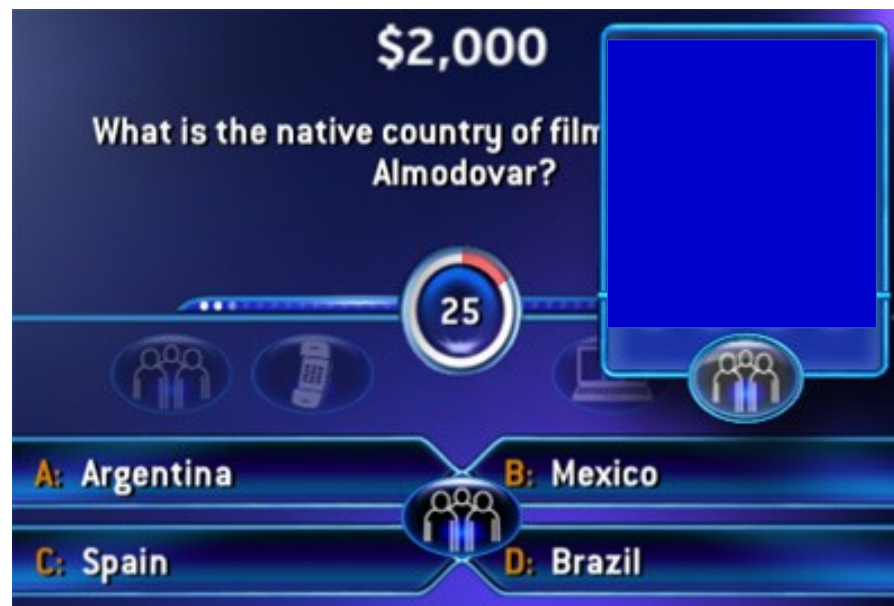 $2,000
What is the native country of film
Almodovar?
25
A: Argentina
B: Mexico
C: Spain
D: Brazil